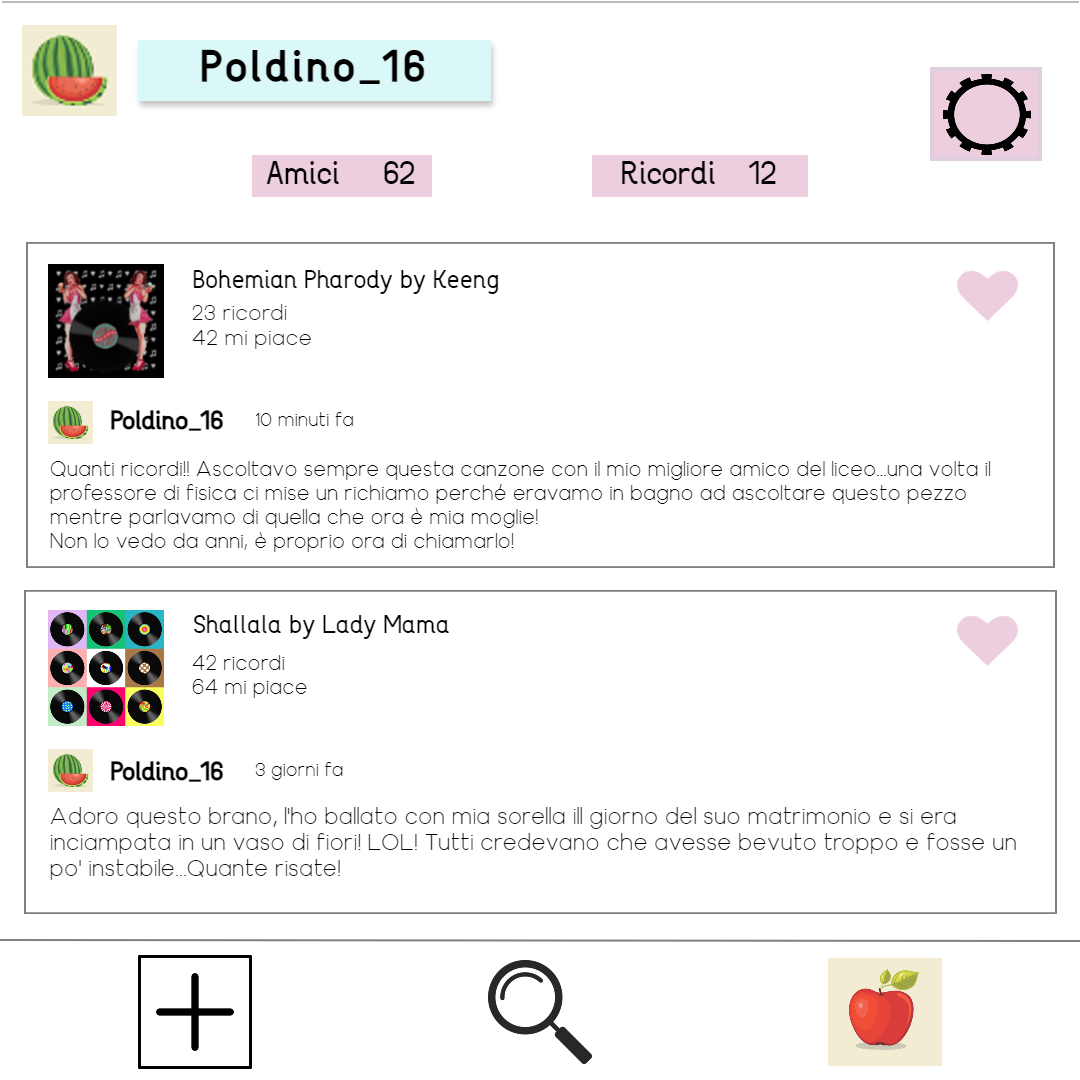 Poldino_16
Amici 62
Ricordi 12
Bohemian Pharody by Keeng
23 ricordi
42 mi piace
Poldino_16 10 minuti fa
Quanti ricordi!! Ascoltavo sempre questa canzone con il mio migliore amico del liceo...una volta il
professore di fisica ci mise un richiamo perché eravamo in bagno ad ascoltare questo pezzo
mentre parlavamo di quella che ora è mia moglie!
Non lo vedo da anni, è proprio ora di chiamarlo!
Shallala by Lady Mama
42 ricordi
64 mi piace
Poldino_16 3 giorni fa
Adoro questo brano, l'ho ballato con mia sorella ill giorno del suo matrimonio e si era
inciampata in un vaso di fiori! LOL! Tutti credevano che avesse bevuto troppo e fosse un
po' instabile...Quante risate!